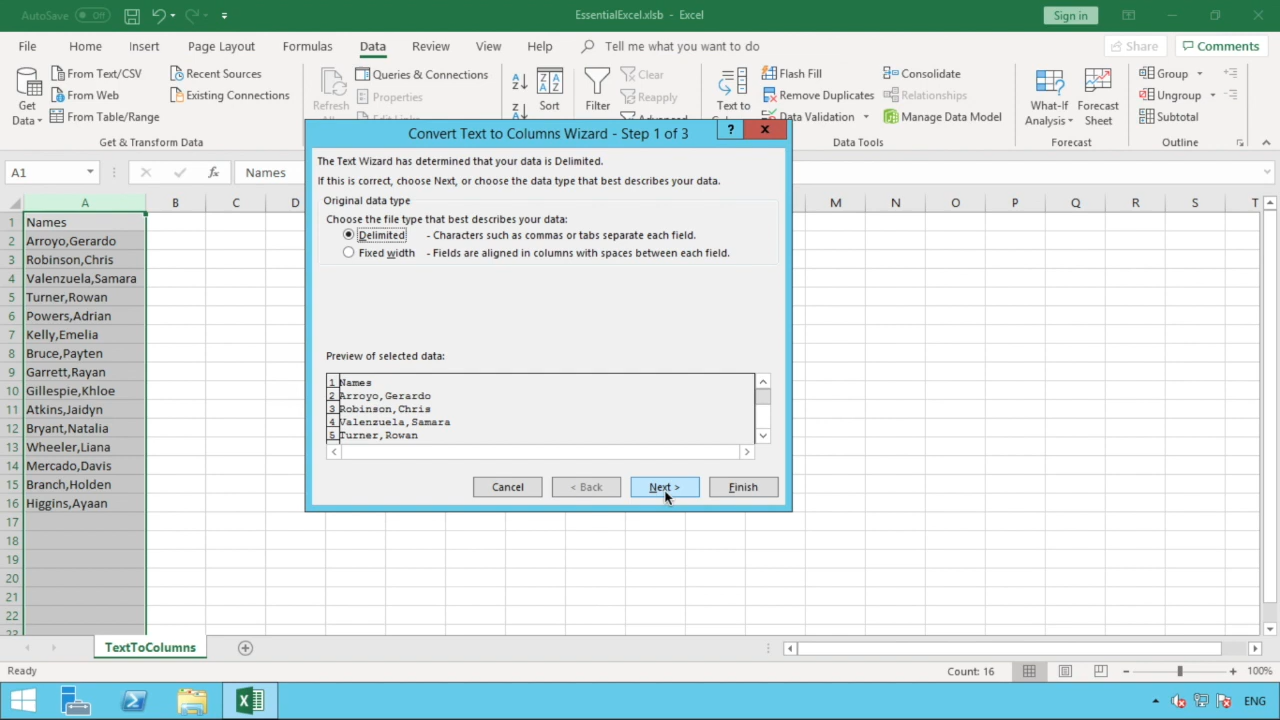 AutoSave Off EssentialExcel.xlsb - Excel Sign in
File Home Insert Page Layout Formulas Data Review View Help Tell me what you want to do Share Comments
From Text/CSV Recent Sources Queries & Connections Clear Flash Fill Consolidate Group
From Web Existing Connections Properties Reapply Remove Duplicates Relationships Ungroup
From Table/Range Data Validation Manage Data Model Subtotal
Get Data Refresh Sort Filter Advanced Text to What-If Analysis Forecast Sheet
Get & Transform Data Data Tools Forecast Outline
A1 fx Names
A B C D M N O P Q R S T
1 Names
2 Arroyo,Gerardo
3 Robinson,Chris
4 Valenzuela,Samara
5 Turner,Rowan
6 Powers,Adrian
7 Kelly,Emelia
8 Bruce,Payten
9 Garrett,Rayan
10 Gillespie,Khloe
11 Atkins,Jaidyn
12 Bryant,Natalia
13 Wheeler,Liana
14 Mercado,Davis
15 Branch,Holden
16 Higgins,Ayaan
17
18
19
20
21
22
23
Convert Text to Columns Wizard - Step 1 of 3 ?
The Text Wizard has determined that your data is Delimited.
If this is correct, choose Next, or choose the data type that best describes your data.
Original data type
Choose the file type that best describes your data:
Delimited - Characters such as commas or tabs separate each field.
Fixed width - Fields are aligned in columns with spaces between each field.
Preview of selected data:
1 Names
2 Arroyo,Gerardo
3 Robinson,Chris
4 Valenzuela,Samara
5 Turner,Rowan
Cancel < Back Next > Finish
TextToColumns
Ready Count: 16 100%
ENG